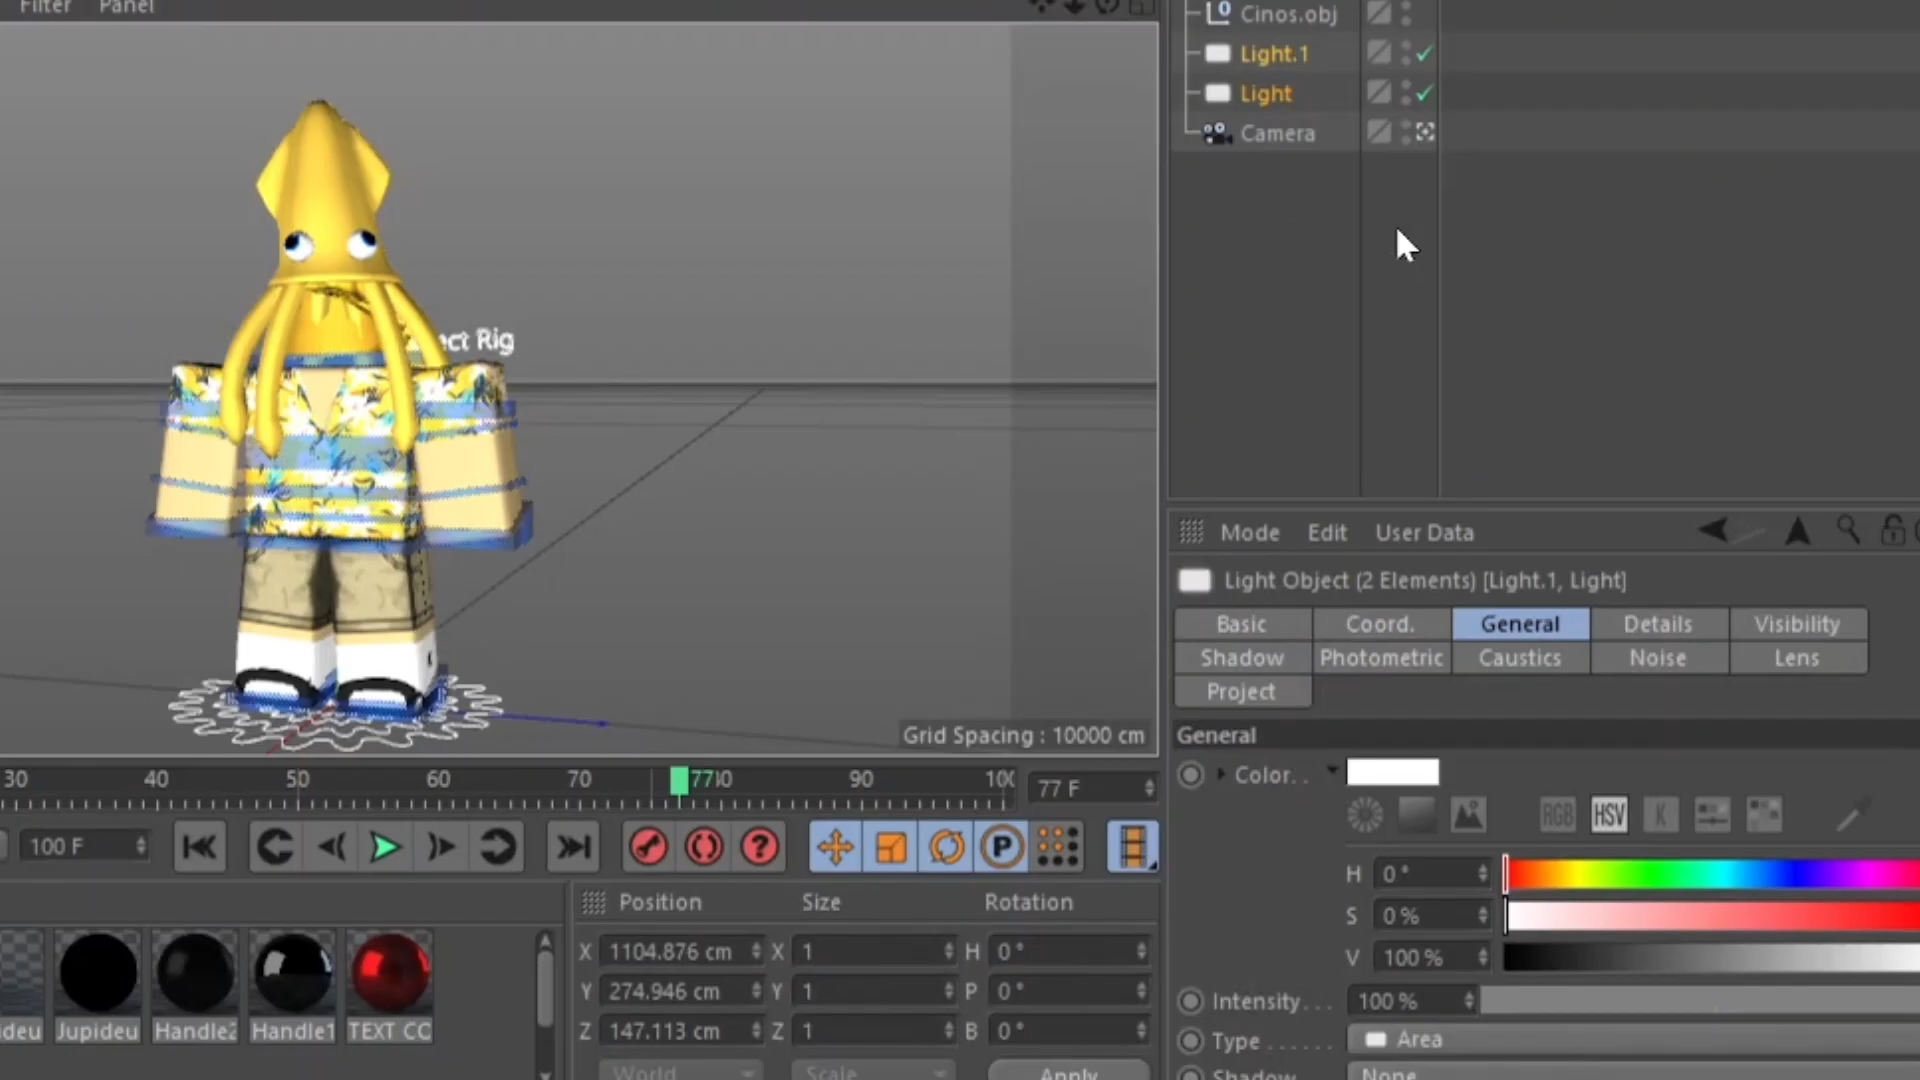 Filter Panel
Cinos.obj
Light.1
Light
Camera
ect Rig
Grid Spacing : 10000 cm
30 40 50 60 70 77 90 77 F
100 F
P
Mode Edit User Data
Light Object (2 Elements) [Light.1, Light]
Basic Coord. General Details Visibility
Shadow Photometric Caustics Noise Lens
Project
General
Color. .
RGB HSV K
H 0 °
S 0 %
V 100 %
Intensity . . . 100 %
Type . . . . . . Area
Shadow None
Position Size Rotation
X 1104.876 cm X 1 H 0 °
Y 274.946 cm Y 1 P 0 °
Z 147.113 cm Z 1 B 0 °
World Scale Apply
ideu Jupideu Handle2 Handle1 TEXT CC